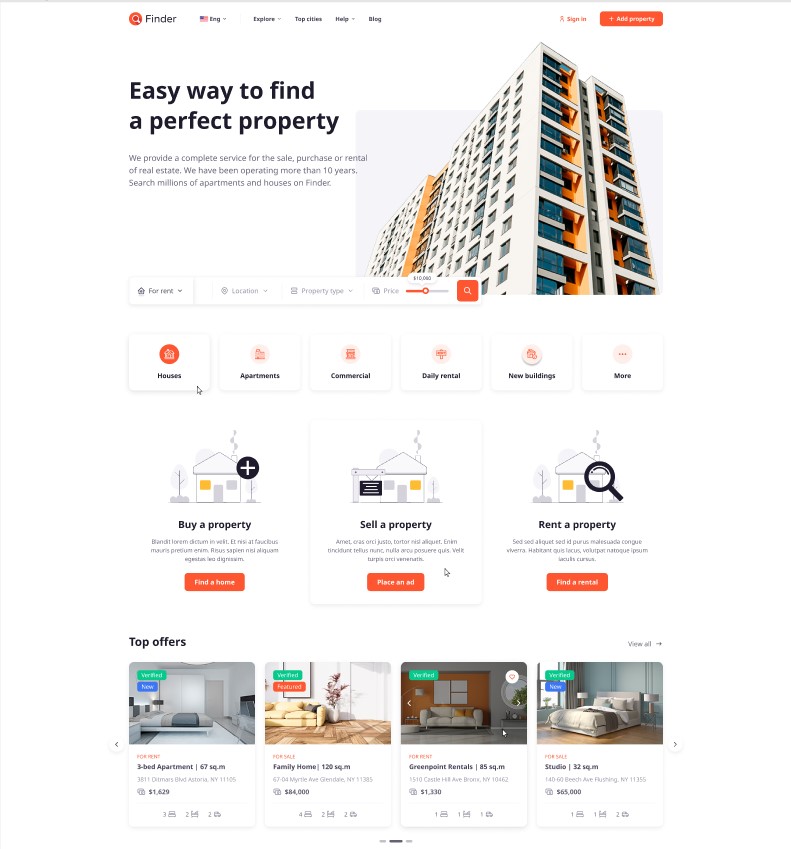 Finder
Eng
Explore
Top cities
Help
Blog
Sign in
+ Add property
Easy way to find
a perfect property
We provide a complete service for the sale, purchase or rental
of real estate. We have been operating more than 10 years.
Search millions of apartments and houses on Finder.
$10,000
For rent
Location
Property type
Price
Houses
Apartments
Commercial
Daily rental
New buildings
More
Buy a property
Sell a property
Rent a property
Blandit lorem dictum in velit. Et nisi at faucibus
mauris pretium enim. Risus sapien nisi aliquam
egestas leo dignissim.
Amet, cras orci justo, tortor nisl aliquet. Enim
tincidunt tellus nunc, nulla arcu posuere quis. Velit
turpis orci venenatis.
Sed sed aliquet sed id purus malesuada congue
viverra. Habitant quis lacus, volutpat natoque ipsum
iaculis cursus.
Find a home
Place an ad
Find a rental
Top offers
View all
Verified
New
Verified
Featured
Verified
Verified
New
FOR RENT
3-bed Apartment | 67 sq.m
3811 Ditmars Blvd Astoria, NY 11105
$1,629
3 2 2
FOR SALE
Family Home| 120 sq.m
67-04 Myrtle Ave Glendale, NY 11385
$84,000
4 2 2
FOR RENT
Greenpoint Rentals | 85 sq.m
1510 Castle Hill Ave Bronx, NY 10462
$1,330
1 1 1
FOR SALE
Studio | 32 sq.m
140-60 Beech Ave Flushing, NY 11355
$65,000
1 1 2